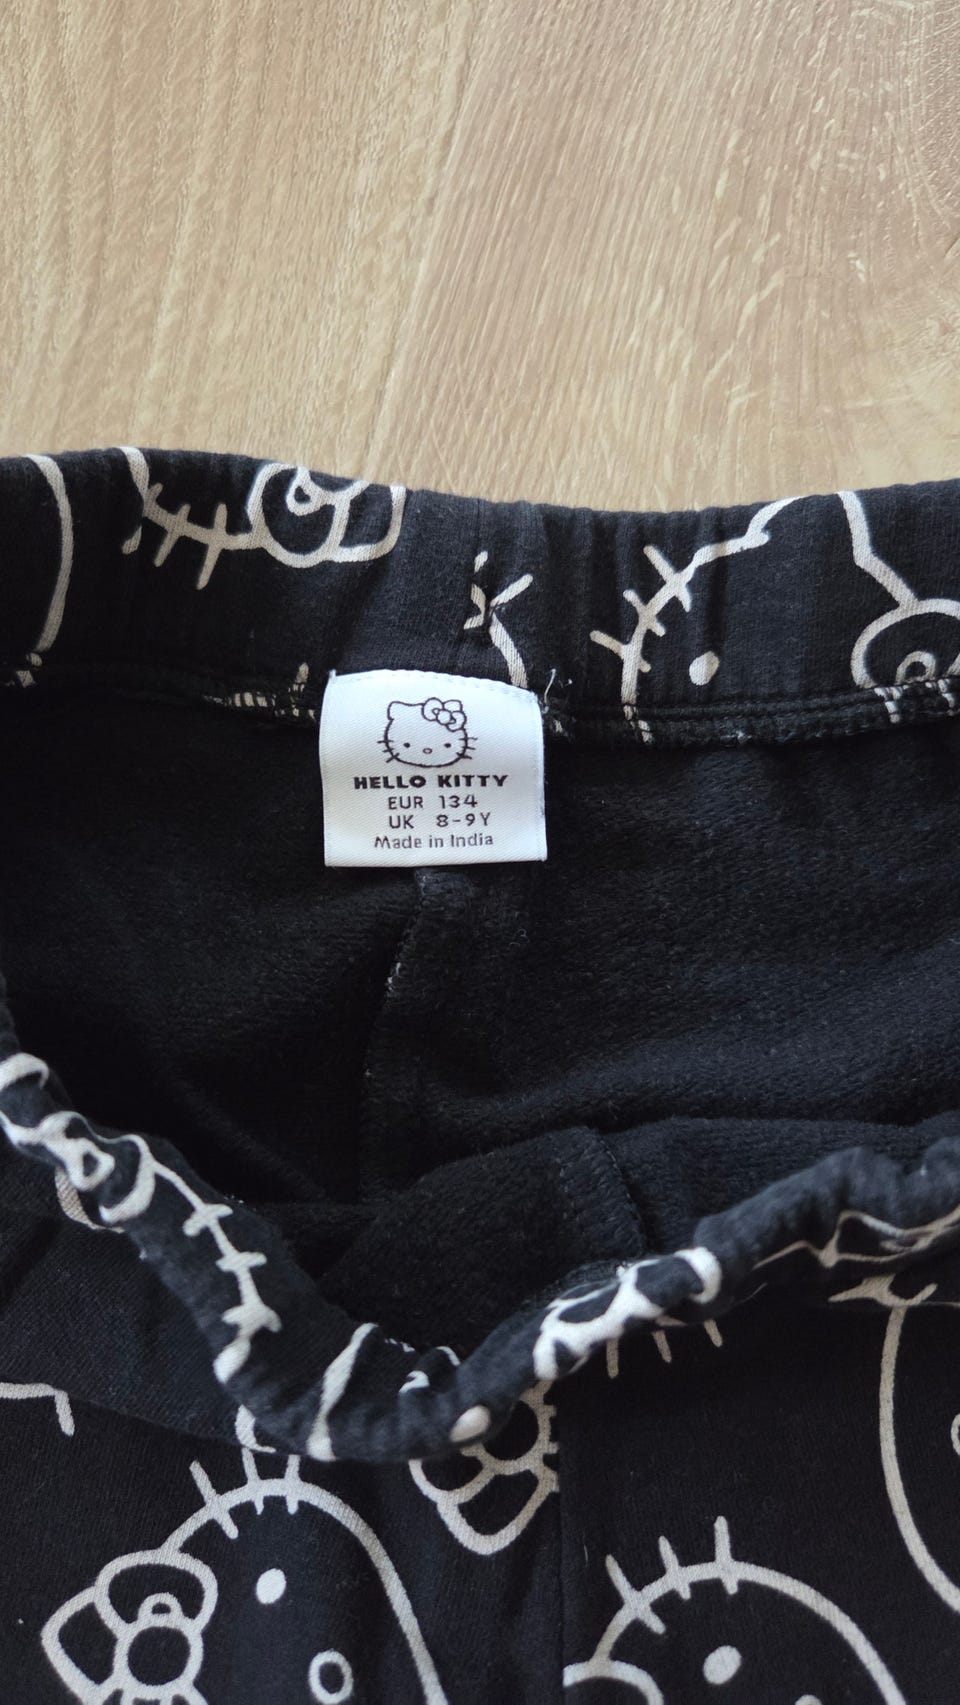 HELLO KITTY
EUR 134
UK 8-9Y
Made in India